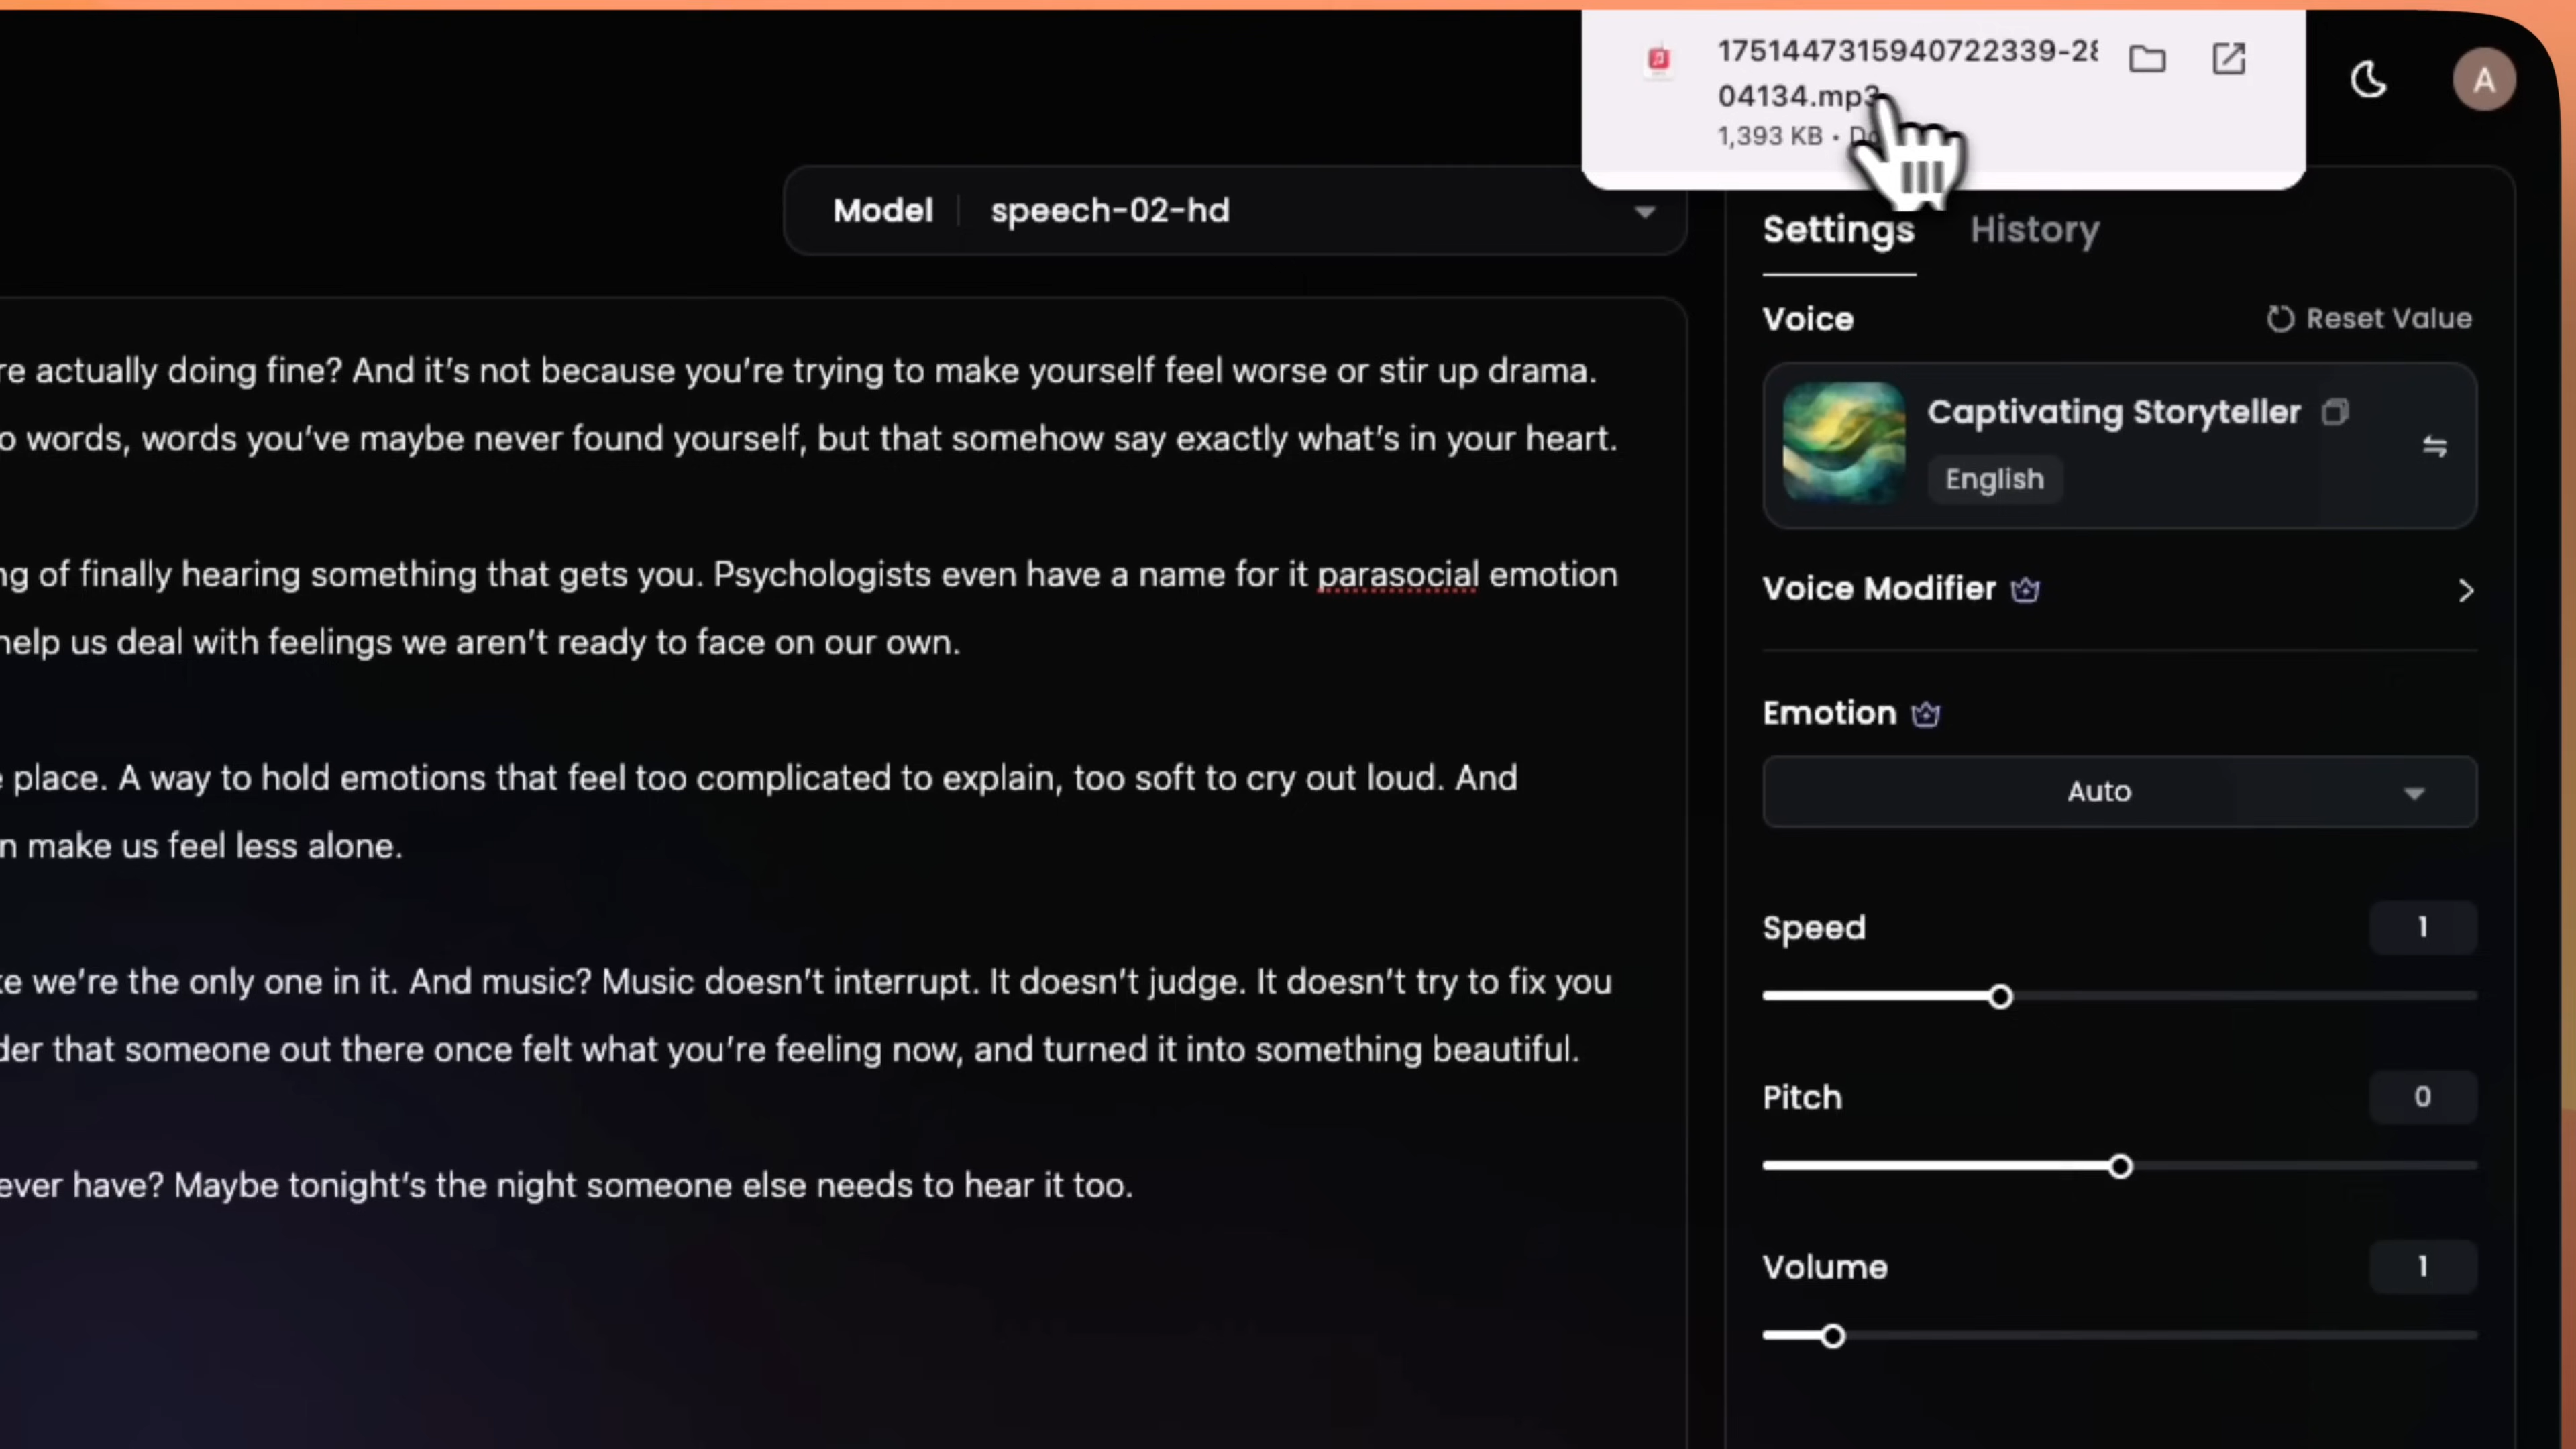 1751447315940722339-28
04134.mp3
1,393 KB •
A
Model
speech-02-hd
Settings
History
Voice
Reset Value
Captivating Storyteller
English
Voice Modifier
Emotion
Auto
Speed
1
Pitch
0
Volume
1
actually doing fine? And it's not because you're trying to make yourself feel worse or stir up drama.
words, words you've maybe never found yourself, but that somehow say exactly what's in your heart.
of finally hearing something that gets you. Psychologists even have a name for it parasocial emotion
help us deal with feelings we aren't ready to face on our own.
place. A way to hold emotions that feel too complicated to explain, too soft to cry out loud. And
make us feel less alone.
we're the only one in it. And music? Music doesn't interrupt. It doesn't judge. It doesn't try to fix you
that someone out there once felt what you're feeling now, and turned it into something beautiful.
ever have? Maybe tonight's the night someone else needs to hear it too.